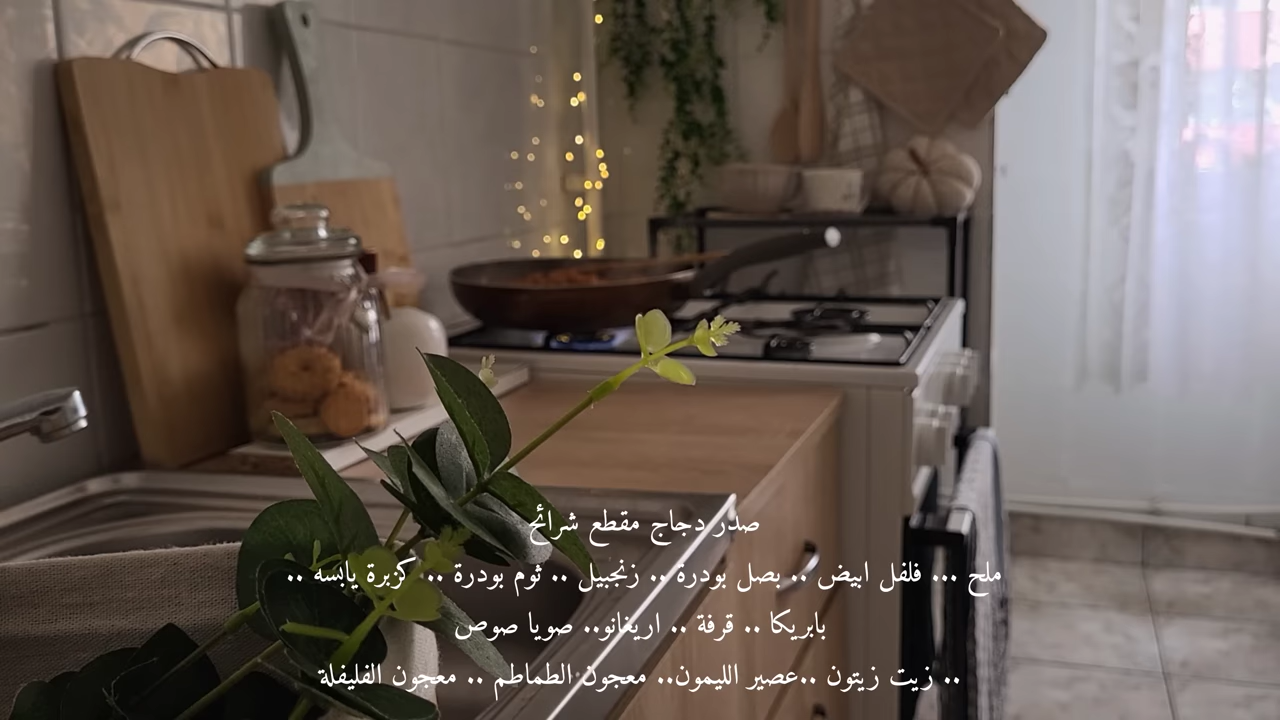 صدر دجاج مقطع شرائح
ملح ... فلفل ابيض .. بصل بودرة .. زنجبيل .. ثوم بودرة .. كزبرة يابسه ..
بابريكا .. قرفة .. اريغانو.. صويا صوص
.. زيت زيتون ..عصير الليمون.. معجون الطماطم .. معجون الفليفلة